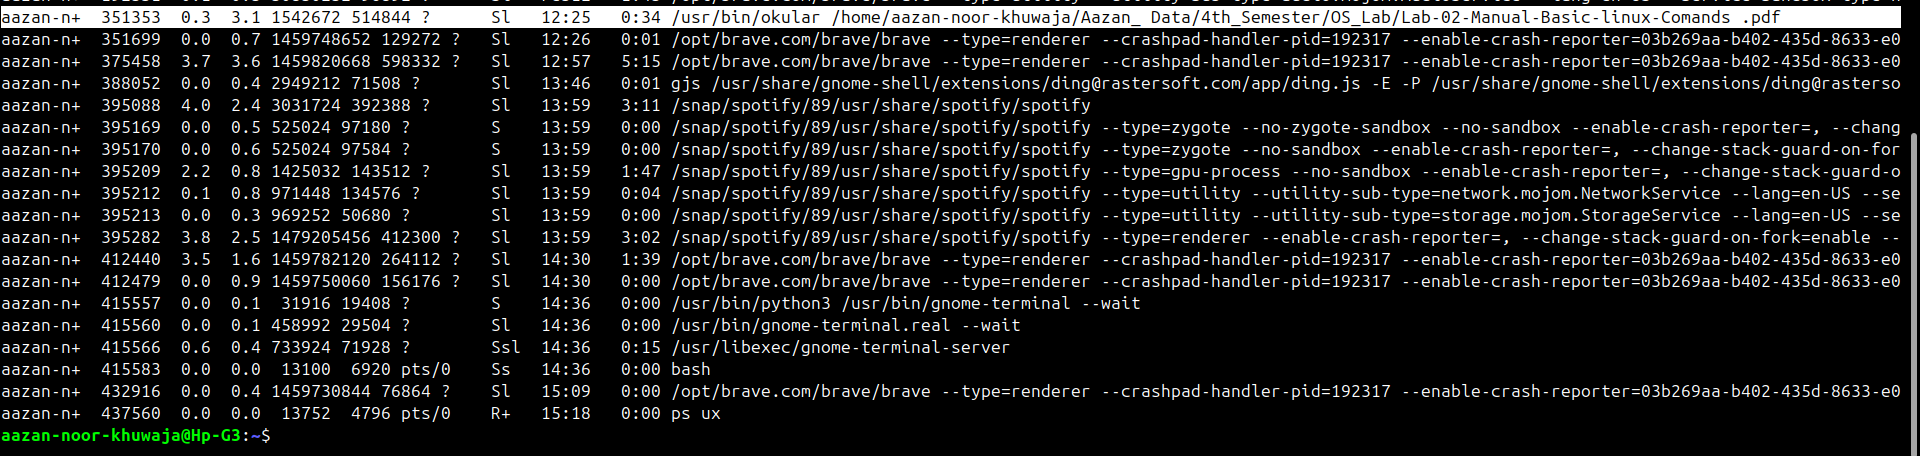 aazan-n+  351353  0.3  3.1 1542672 514844 ?      Sl   12:25   0:34 /usr/bin/okular /home/aazan-noor-khuwaja/Aazan_ Data/4th_Semester/OS_Lab/Lab-02-Manual-Basic-linux-Comands .pdf
aazan-n+  351699  0.0  0.7 1459748652 129272 ?   Sl   12:26   0:01 /opt/brave.com/brave/brave --type=renderer --crashpad-handler-pid=192317 --enable-crash-reporter=03b269aa-b402-435d-8633-e0
aazan-n+  375458  3.7  3.6 1459820668 598332 ?   Sl   12:57   5:15 /opt/brave.com/brave/brave --type=renderer --crashpad-handler-pid=192317 --enable-crash-reporter=03b269aa-b402-435d-8633-e0
aazan-n+  388052  0.0  0.4 2949212 71508 ?       Sl   13:46   0:01 gjs /usr/share/gnome-shell/extensions/ding@rastersoft.com/app/ding.js -E -P /usr/share/gnome-shell/extensions/ding@rasterso
aazan-n+  395088  4.0  2.4 3031724 392388 ?      Sl   13:59   3:11 /snap/spotify/89/usr/share/spotify/spotify
aazan-n+  395169  0.0  0.5 525024 97180 ?        S    13:59   0:00 /snap/spotify/89/usr/share/spotify/spotify --type=zygote --no-zygote-sandbox --no-sandbox --enable-crash-reporter=, --chang
aazan-n+  395170  0.0  0.6 525024 97584 ?        S    13:59   0:00 /snap/spotify/89/usr/share/spotify/spotify --type=zygote --no-sandbox --enable-crash-reporter=, --change-stack-guard-on-for
aazan-n+  395209  2.2  0.8 1425032 143512 ?      Sl   13:59   1:47 /snap/spotify/89/usr/share/spotify/spotify --type=gpu-process --no-sandbox --enable-crash-reporter=, --change-stack-guard-o
aazan-n+  395212  0.1  0.8 971448 134576 ?       Sl   13:59   0:04 /snap/spotify/89/usr/share/spotify/spotify --type=utility --utility-sub-type=network.mojom.NetworkService --lang=en-US --se
aazan-n+  395213  0.0  0.3 969252 50680 ?        Sl   13:59   0:00 /snap/spotify/89/usr/share/spotify/spotify --type=utility --utility-sub-type=storage.mojom.StorageService --lang=en-US --se
aazan-n+  395282  3.8  2.5 1479205456 412300 ?   Sl   13:59   3:02 /snap/spotify/89/usr/share/spotify/spotify --type=renderer --enable-crash-reporter=, --change-stack-guard-on-fork=enable --
aazan-n+  412440  3.5  1.6 1459782120 264112 ?   Sl   14:30   1:39 /opt/brave.com/brave/brave --type=renderer --crashpad-handler-pid=192317 --enable-crash-reporter=03b269aa-b402-435d-8633-e0
aazan-n+  412479  0.0  0.9 1459750060 156176 ?   Sl   14:30   0:00 /opt/brave.com/brave/brave --type=renderer --crashpad-handler-pid=192317 --enable-crash-reporter=03b269aa-b402-435d-8633-e0
aazan-n+  415557  0.0  0.1  31916 19408 ?        S    14:36   0:00 /usr/bin/python3 /usr/bin/gnome-terminal --wait
aazan-n+  415560  0.0  0.1 458992 29504 ?        Sl   14:36   0:00 /usr/bin/gnome-terminal.real --wait
aazan-n+  415566  0.6  0.4 733924 71928 ?        Ssl  14:36   0:15 /usr/libexec/gnome-terminal-server
aazan-n+  415583  0.0  0.0  13100  6920 pts/0    Ss   14:36   0:00 bash
aazan-n+  432916  0.0  0.4 1459730844 76864 ?    Sl   15:09   0:00 /opt/brave.com/brave/brave --type=renderer --crashpad-handler-pid=192317 --enable-crash-reporter=03b269aa-b402-435d-8633-e0
aazan-n+  437560  0.0  0.0  13752  4796 pts/0    R+   15:18   0:00 ps ux
aazan-noor-khuwaja@Hp-G3:~$